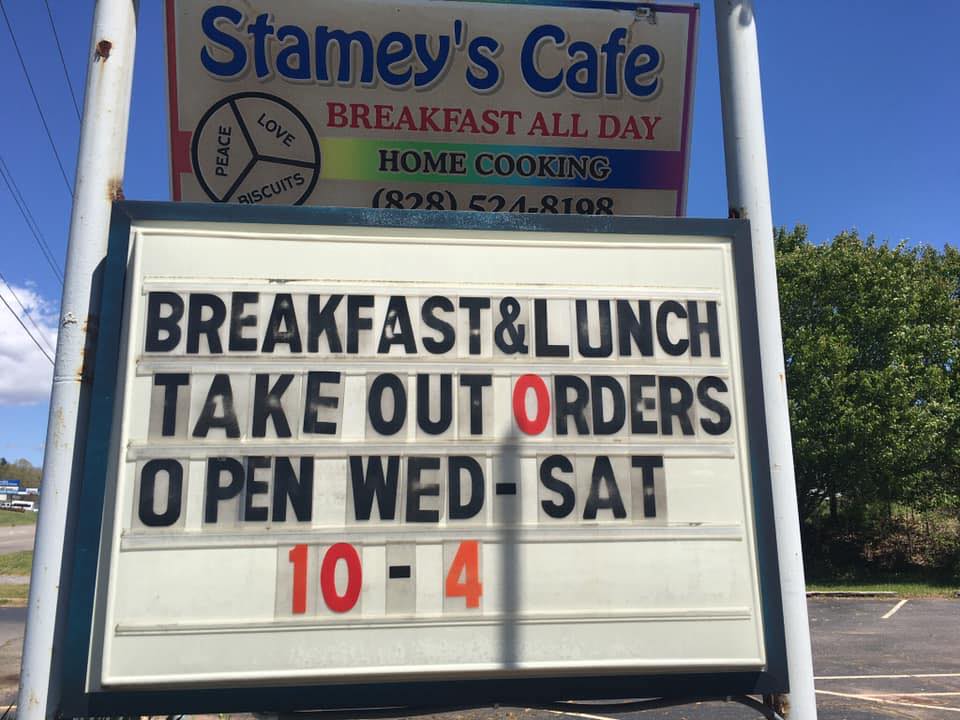 Stamey's Cafe
BREAKFAST ALL DAY
PEACE
LOVE
BISCUITS
HOME COOKING
(828) 524-8198
BREAKFAST&LUNCH
TAKE OUT ORDERS
OPEN WED-SAT
10-4